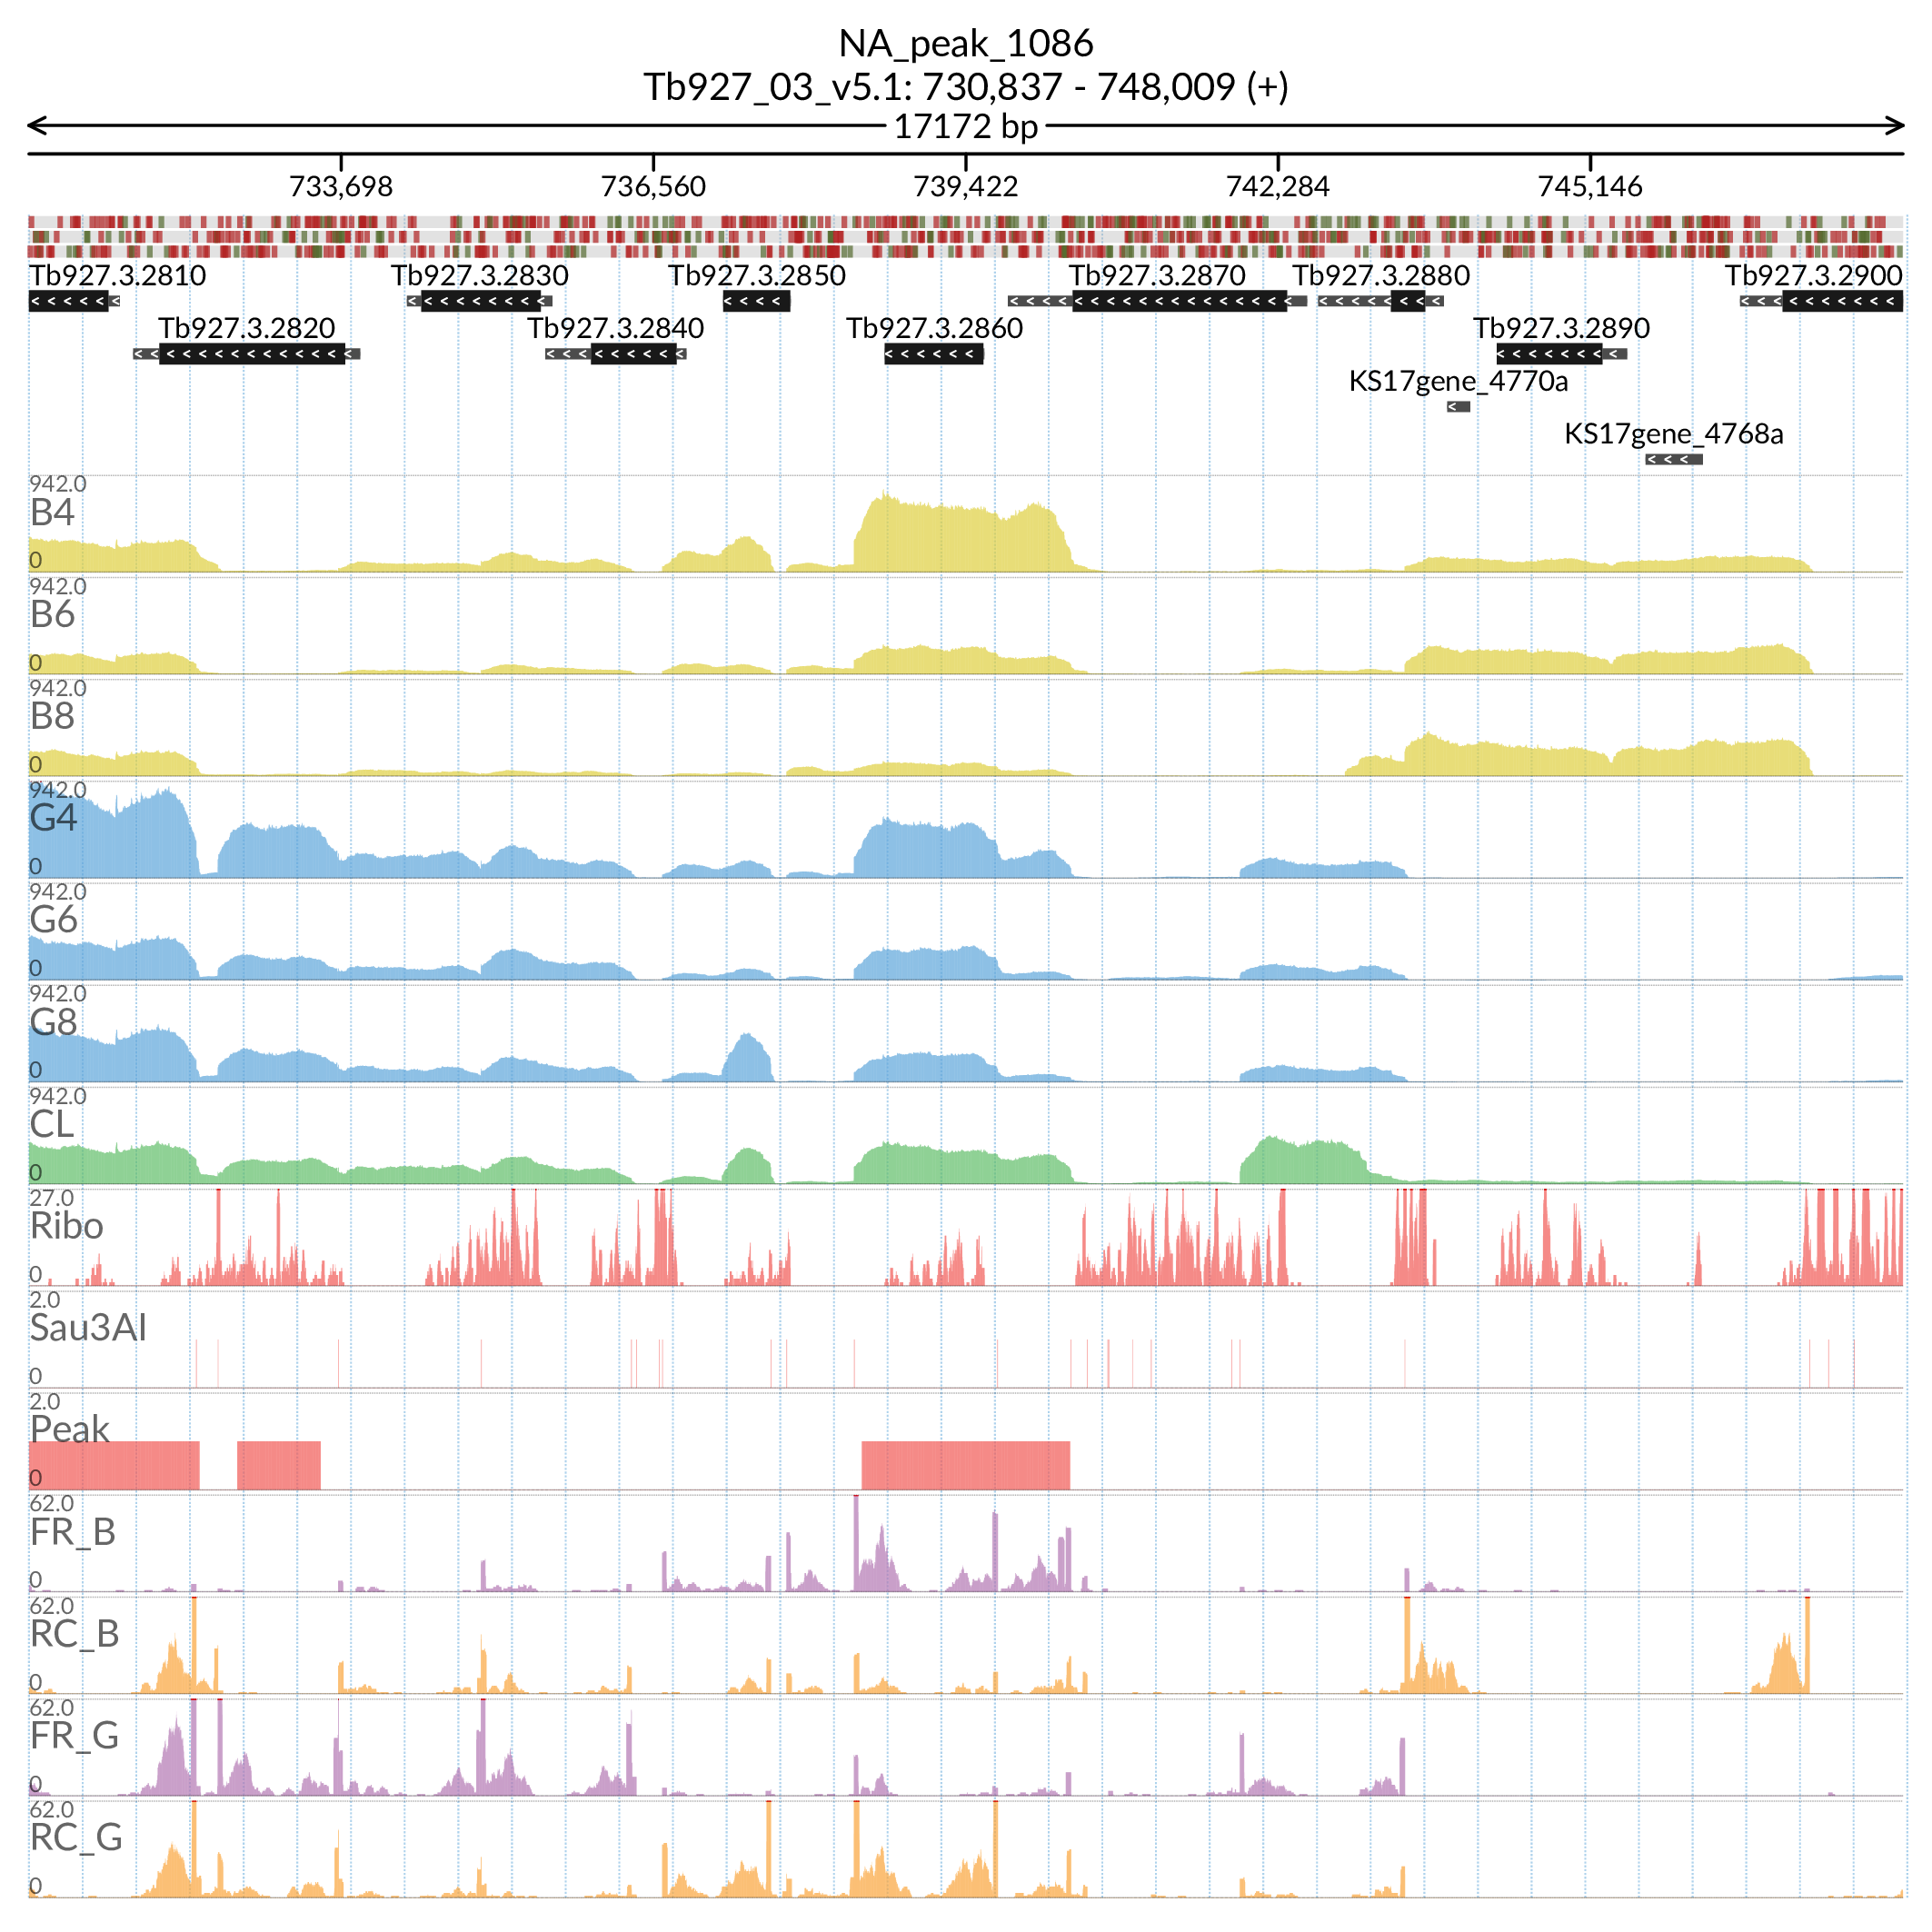 NA_peak_1086
Tb927_03_v5.1: 730,837 - 748,009 (+)
17172 bp
733,698 736,560 739,422 742,284 745,146
Tb927.3.2810 Tb927.3.2830 Tb927.3.2850 Tb927.3.2870 Tb927.3.2880 Tb927.3.2900
Tb927.3.2820 Tb927.3.2840 Tb927.3.2860 Tb927.3.2890
KS17gene_4770a
KS17gene_4768a
942.0
B4
0
942.0
B6
0
942.0
B8
0
942.0
G4
0
942.0
G6
0
942.0
G8
0
942.0
CL
0
27.0
Ribo
0
2.0
Sau3AI
0
2.0
Peak
0
62.0
FR_B
0
62.0
RC_B
0
62.0
FR_G
0
62.0
RC_G
0